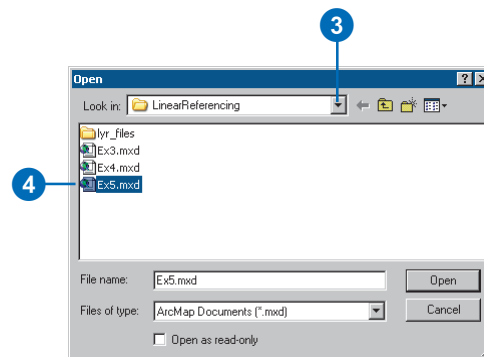 3
Open
Look in: LinearReferencing
lyr_files
Ex3.mxd
Ex4.mxd
4
Ex5.mxd
File name: Ex5.mxd Open
Files of type: ArcMap Documents (*.mxd) Cancel
Open as read-only